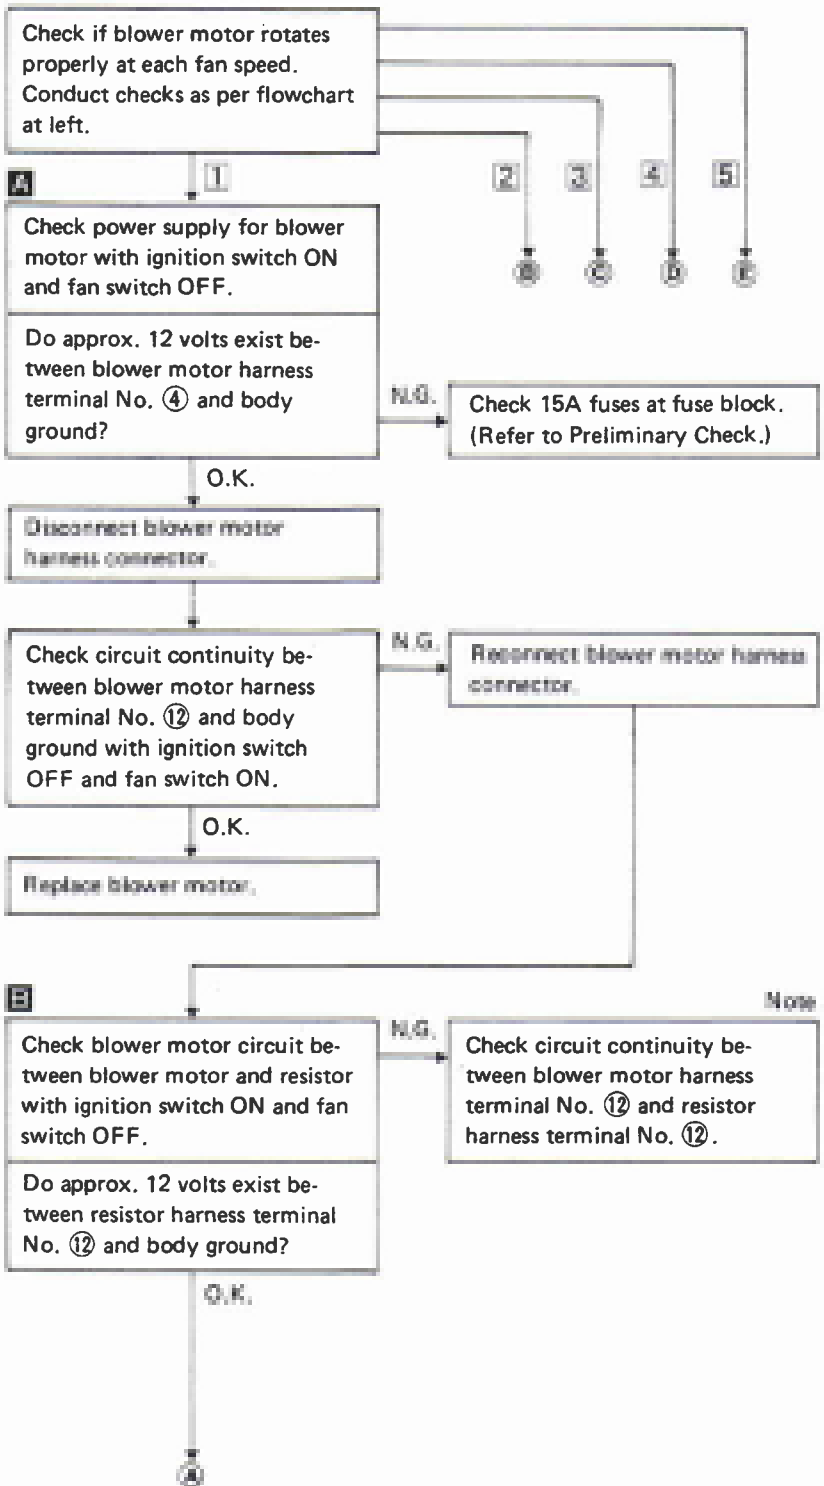 Check if blower motor rotates
properly at each fan speed.
Conduct checks as per flowchart
at left.
1
2
3
4
5
A
B
C
D
E
Check power supply for blower
motor with ignition switch ON
and fan switch OFF.
Do approx. 12 volts exist be-
tween blower motor harness
terminal No. ④ and body
ground?
N.G.
Check 15A fuses at fuse block.
(Refer to Preliminary Check.)
O.K.
Disconnect blower motor
harness connector.
Check circuit continuity be-
tween blower motor harness
terminal No. ⑫ and body
ground with ignition switch
OFF and fan switch ON.
N.G.
Reconnect blower motor harness
connector.
O.K.
Replace blower motor.
B
Note
Check blower motor circuit be-
tween blower motor and resistor
with ignition switch ON and fan
switch OFF.
Do approx. 12 volts exist be-
tween resistor harness terminal
No. ⑫ and body ground?
N.G.
Check circuit continuity be-
tween blower motor harness
terminal No. ⑫ and resistor
harness terminal No. ⑫.
O.K.
Ⓐ